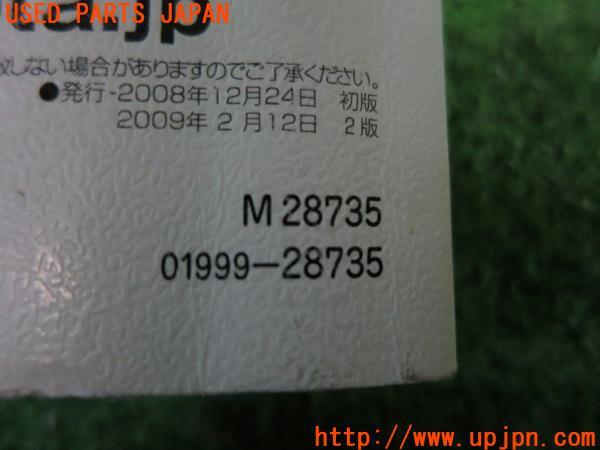 USED PARTS JAPAN
しない場合がありますのでご了承ください。
●発行-2008年12月24日 初版
2009年 2月12日 2版
M 28735
01999-28735
http://www.upjpn.com/